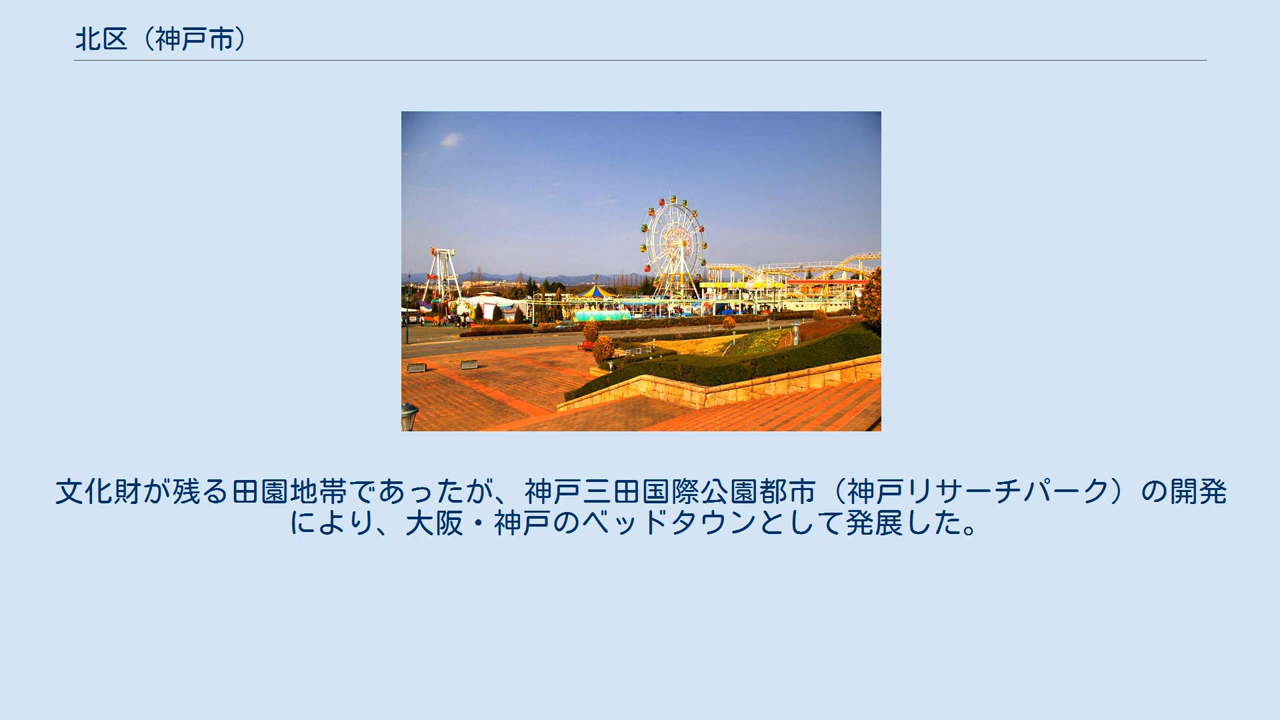 北区（神戸市）
文化財が残る田園地帯であったが、神戸三田国際公園都市（神戸リサーチパーク）の開発
により、大阪・神戸のベッドタウンとして発展した。